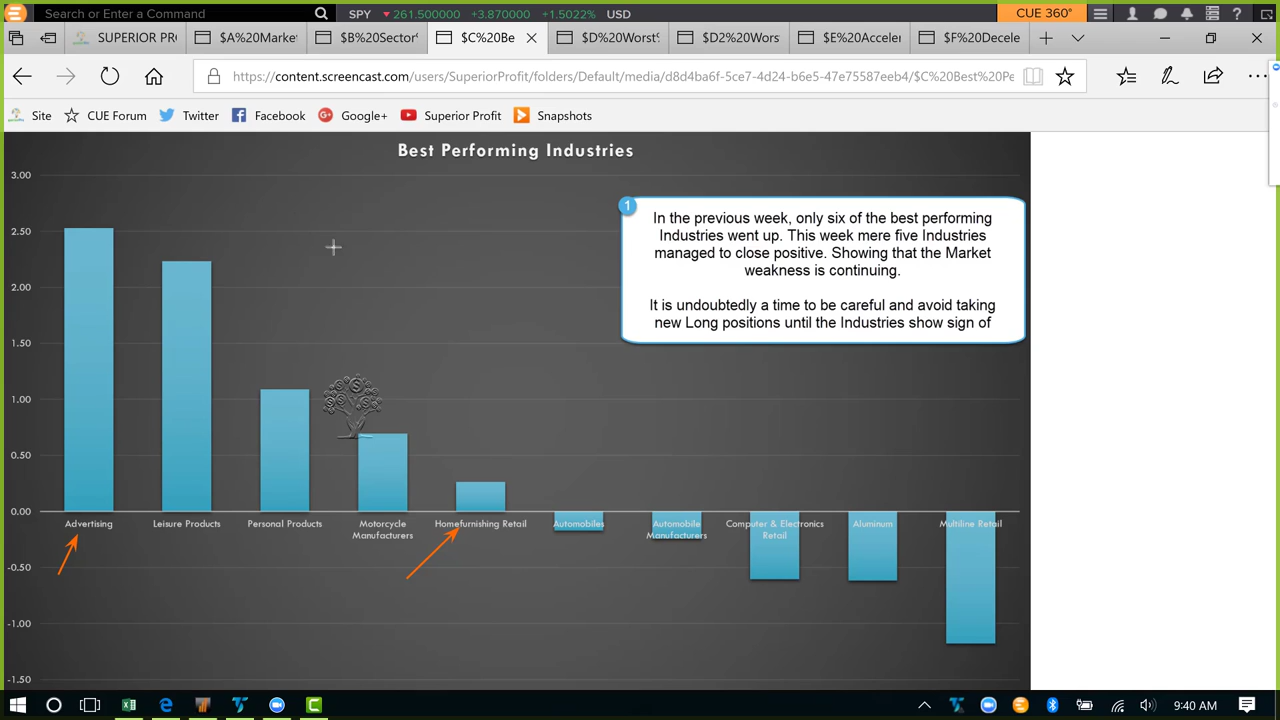 Search or Enter a Command
SPY
261.500000
+3.870000
+1.5022%
USD
CUE 360°
SUPERIOR PR
$A%20Marke
$B%20Sector
$C%20Be
$D%20Worst
$D2%20Wors
$E%20Acceler
$F%20Decele
https://content.screencast.com/users/SuperiorProfit/folders/Default/media/d8d4ba6f-5ce7-4d24-b6e5-47e75587eeb4/$C%20Best%20Pe
Site
CUE Forum
Twitter
Facebook
Google+
Superior Profit
Snapshots
Best Performing Industries
1
In the previous week, only six of the best performing
Industries went up. This week mere five Industries
managed to close positive. Showing that the Market
weakness is continuing.
It is undoubtedly a time to be careful and avoid taking
new Long positions until the Industries show sign of
3.00
2.50
2.00
1.50
1.00
0.50
0.00
-0.50
-1.00
-1.50
Advertising
Leisure Products
Personal Products
Motorcycle
Manufacturers
Homefurnishing Retail
Automobiles
Automobile
Manufacturers
Computer & Electronics
Retail
Aluminum
Multiline Retail
9:40 AM